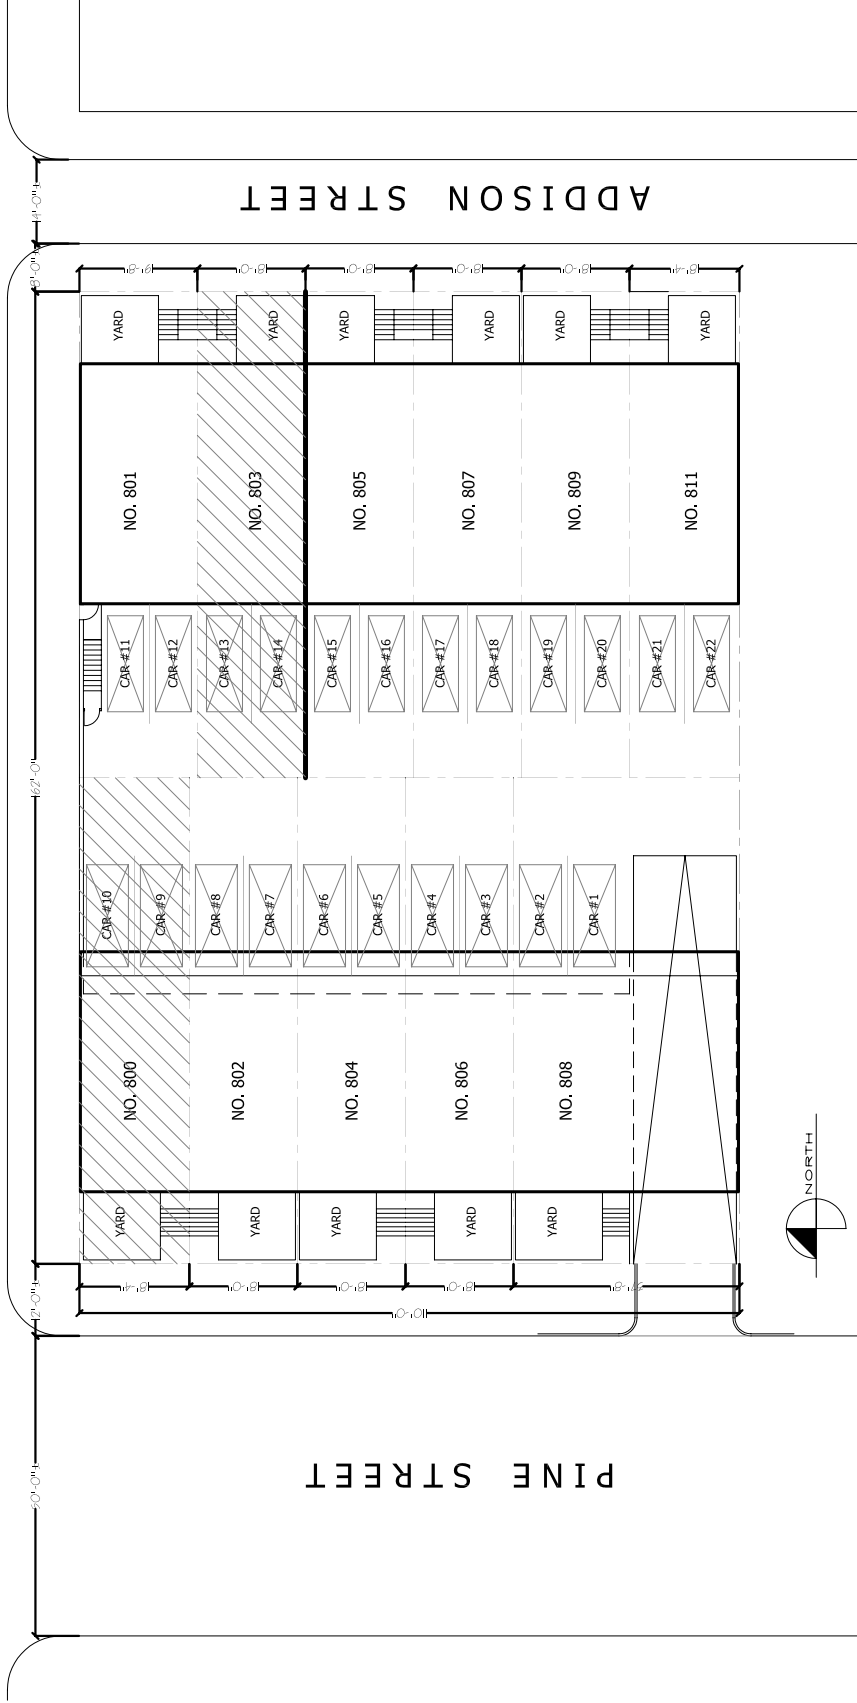 ADDISON STREET
YARD
YARD
YARD
YARD
YARD
YARD
NO. 801
NO. 803
NO. 805
NO. 807
NO. 809
NO. 811
CAR #11
CAR #12
CAR #13
CAR #14
CAR #15
CAR #16
CAR #17
CAR #18
CAR #19
CAR #20
CAR #21
CAR #22
CAR #10
CAR #9
CAR #8
CAR #7
CAR #6
CAR #5
CAR #4
CAR #3
CAR #2
CAR #1
NO. 800
NO. 802
NO. 804
NO. 806
NO. 808
NORTH
YARD
YARD
YARD
YARD
YARD
PINE STREET